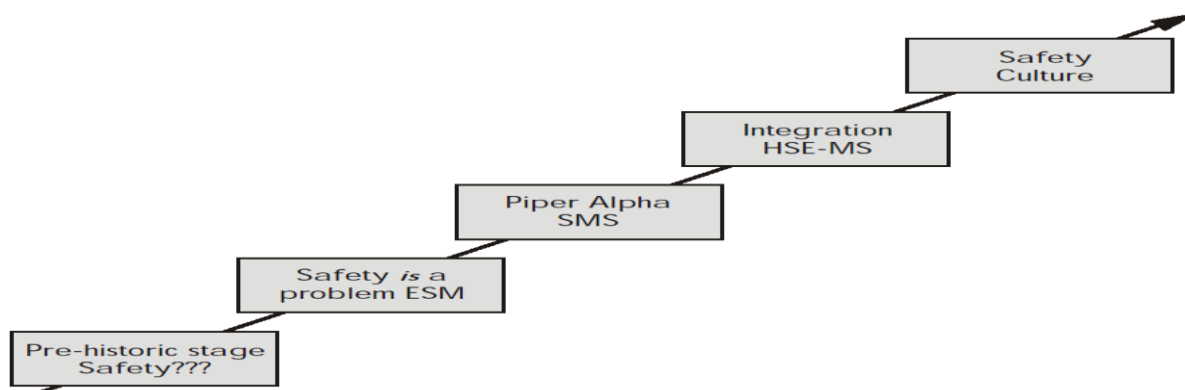 Safety
Culture
Integration
HSE-MS
Piper Alpha
SMS
Safety is a
problem ESM
Pre-historic stage
Safety???